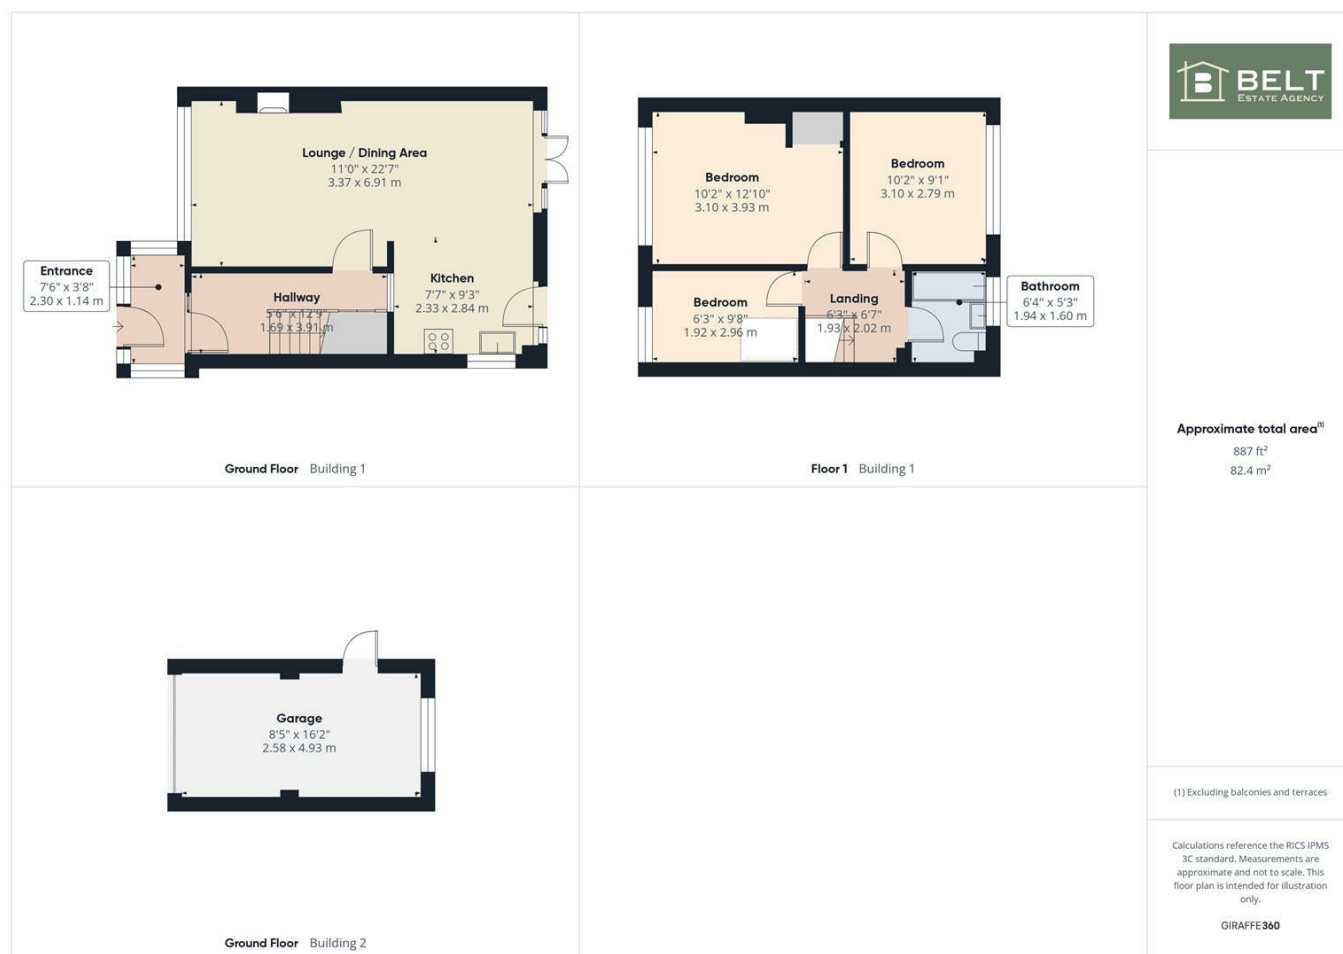 Lounge / Dining Area
11'0" x 22'7"
3.37 x 6.91 m
Entrance
7'6" x 3'8"
2.30 x 1.14 m
Hallway
5'6" x 12'9"
1.69 x 3.91 m
Kitchen
7'7" x 9'3"
2.33 x 2.84 m
Ground Floor Building 1
Bedroom
10'2" x 12'10"
3.10 x 3.93 m
Bedroom
10'2" x 9'1"
3.10 x 2.79 m
Bedroom
6'3" x 9'8"
1.92 x 2.96 m
Landing
6'3" x 6'7"
1.93 x 2.02 m
Bathroom
6'4" x 5'3"
1.94 x 1.60 m
Floor 1 Building 1
Garage
8'5" x 16'2"
2.58 x 4.93 m
Ground Floor Building 2
B BELT
ESTATE AGENCY
Approximate total area(1)
887 ft²
82.4 m²
(1) Excluding balconies and terraces
Calculations reference the RICS IPMS
3C standard. Measurements are
approximate and not to scale. This
floor plan is intended for illustration
only.
GIRAFFE360